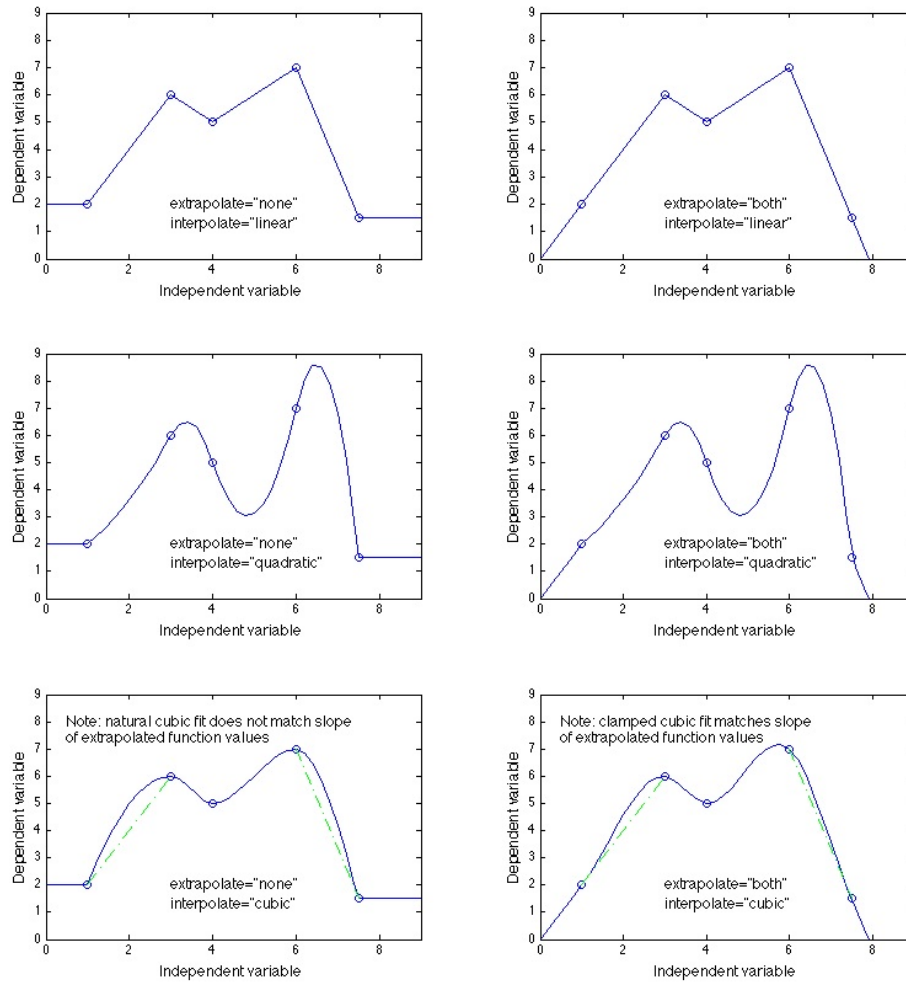 9
8
7
6
5
4
3
2
1
0
Dependent variable
extrapolate="none"
interpolate="linear"
0 2 4 6 8
Independent variable
9
8
7
6
5
4
3
2
1
0
Dependent variable
extrapolate="both"
interpolate="linear"
0 2 4 6 8
Independent variable
9
8
7
6
5
4
3
2
1
0
Dependent variable
extrapolate="none"
interpolate="quadratic"
0 2 4 6 8
Independent variable
9
8
7
6
5
4
3
2
1
0
Dependent variable
extrapolate="both"
interpolate="quadratic"
0 2 4 6 8
Independent variable
9
8
7
6
5
4
3
2
1
0
Dependent variable
Note: natural cubic fit does not match slope
of extrapolated function values
extrapolate="none"
interpolate="cubic"
0 2 4 6 8
Independent variable
9
8
7
6
5
4
3
2
1
0
Dependent variable
Note: clamped cubic fit matches slope
of extrapolated function values
extrapolate="both"
interpolate="cubic"
0 2 4 6 8
Independent variable